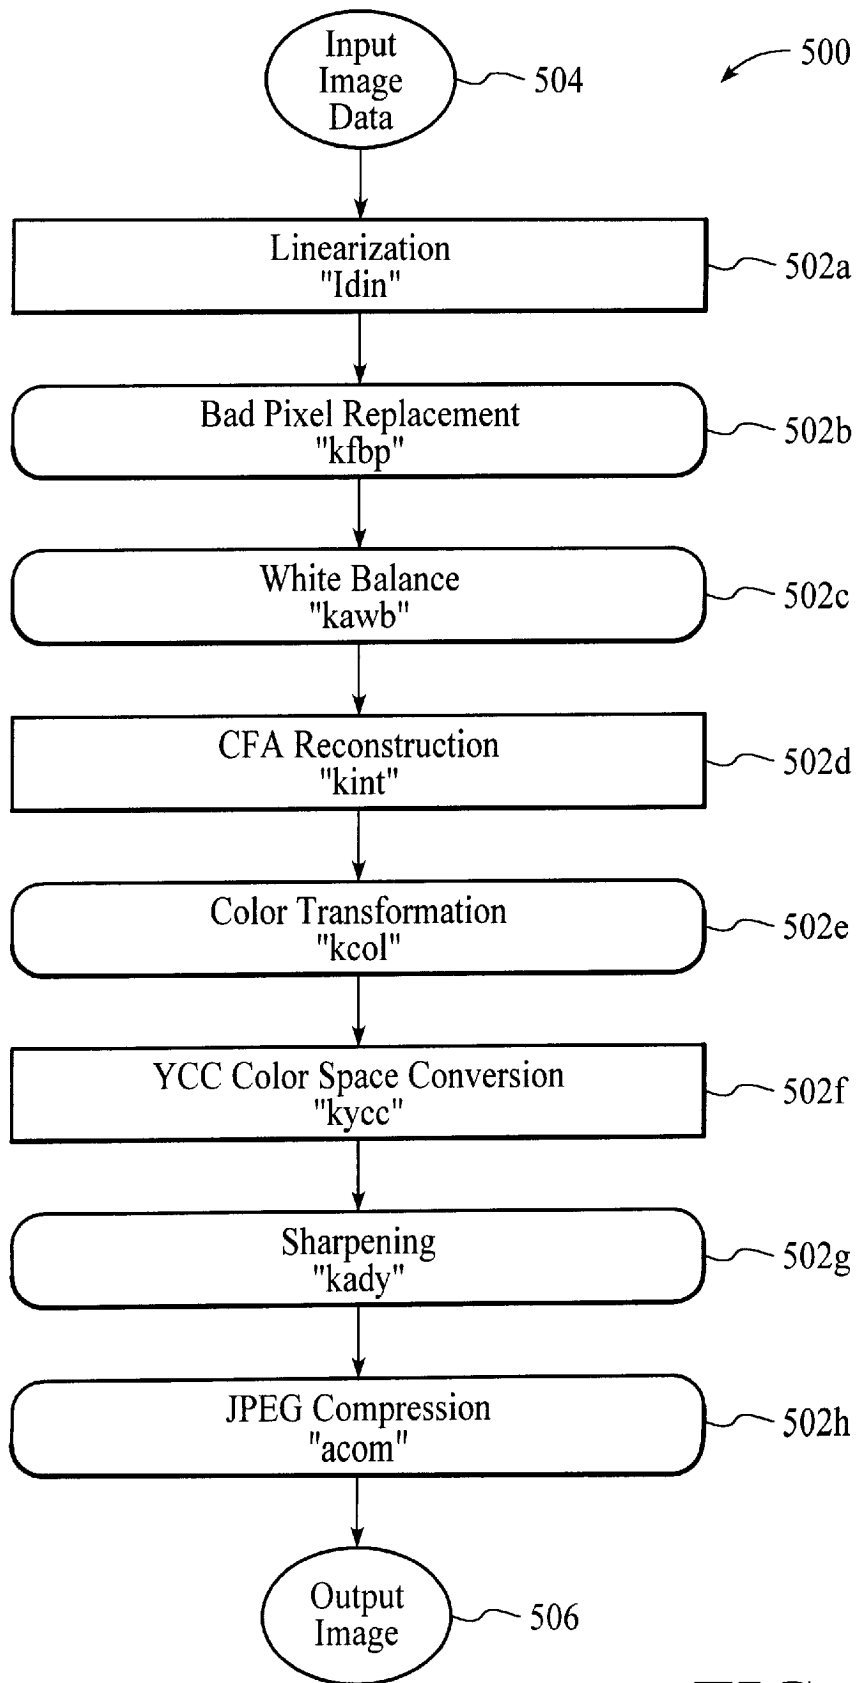 Input
Image
Data
504
500
Linearization
"Idin"
502a
Bad Pixel Replacement
"kfbp"
502b
White Balance
"kawb"
502c
CFA Reconstruction
"kint"
502d
Color Transformation
"kcol"
502e
YCC Color Space Conversion
"kycc"
502f
Sharpening
"kady"
502g
JPEG Compression
"acom"
502h
Output
Image
506